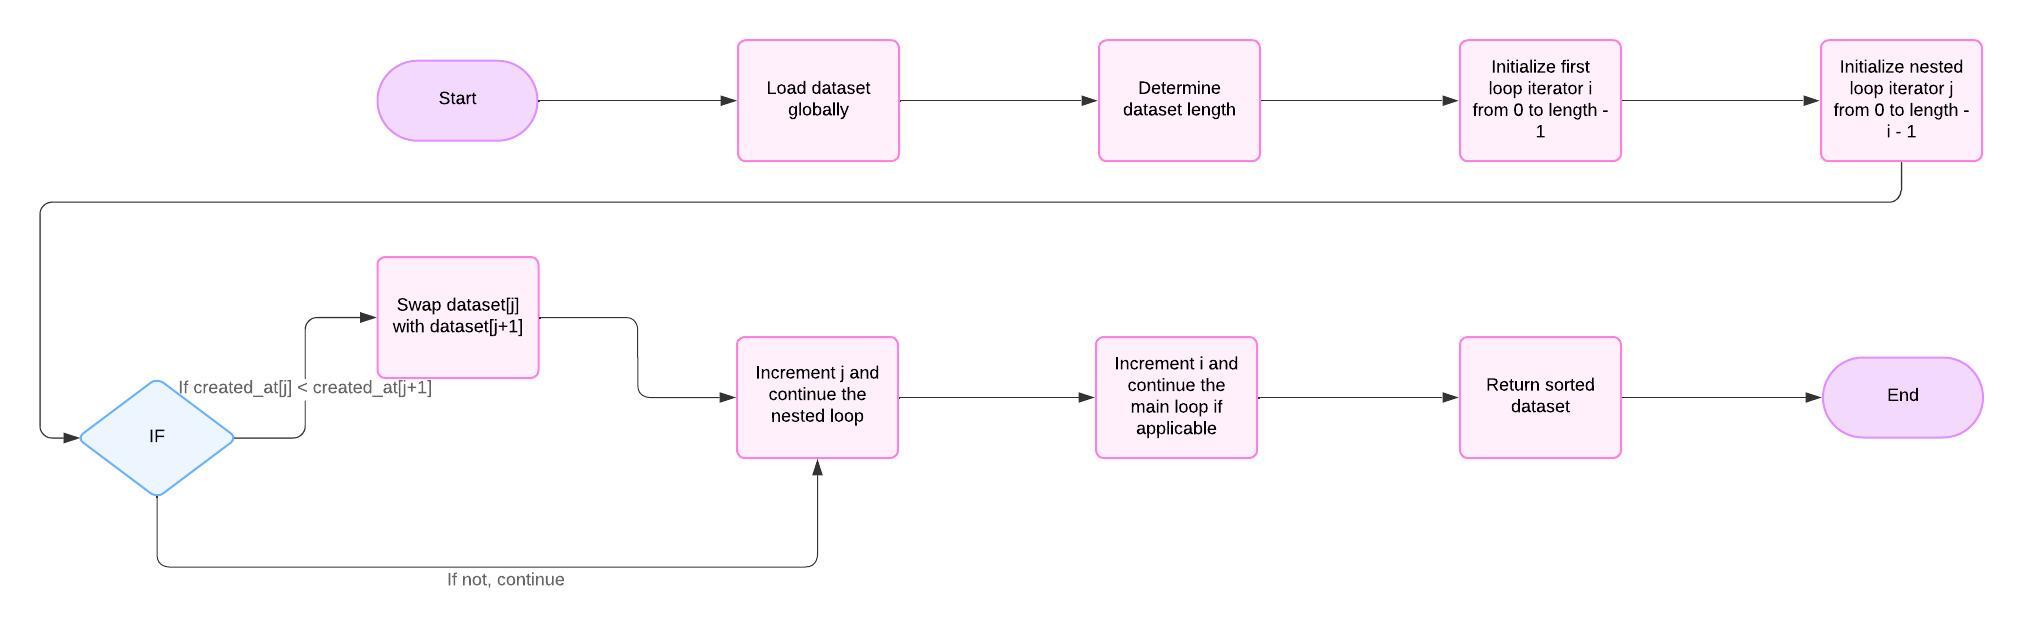 Start
Load dataset
globally
Determine
dataset length
Initialize first
loop iterator i
from 0 to length -
1
Initialize nested
loop iterator j
from 0 to length -
i - 1
Swap dataset[j]
with dataset[j+1]
If created_at[j] < created_at[j+1]
IF
If not, continue
Increment j and
continue the
nested loop
Increment i and
continue the
main loop if
applicable
Return sorted
dataset
End